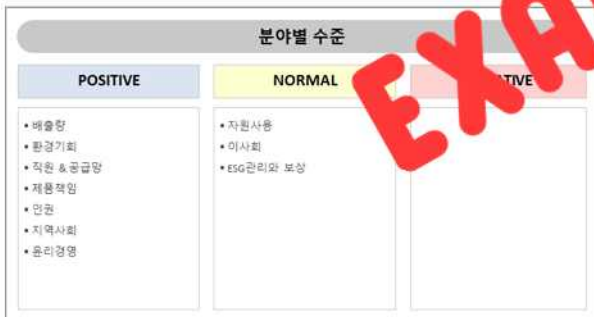 분야별 수준
POSITIVE
NORMAL
TIVE
EXA
• 배출량
• 환경기회
• 직원 & 공급망
• 제품책임
• 인권
• 지역사회
• 윤리경영
• 자원사용
• 이사회
• ESG관리와 보상